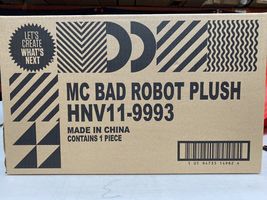 LET'S
CREATE
WHAT'S
NEXT
MC BAD ROBOT PLUSH
HNV11-9993
MADE IN CHINA
CONTAINS 1 PIECE